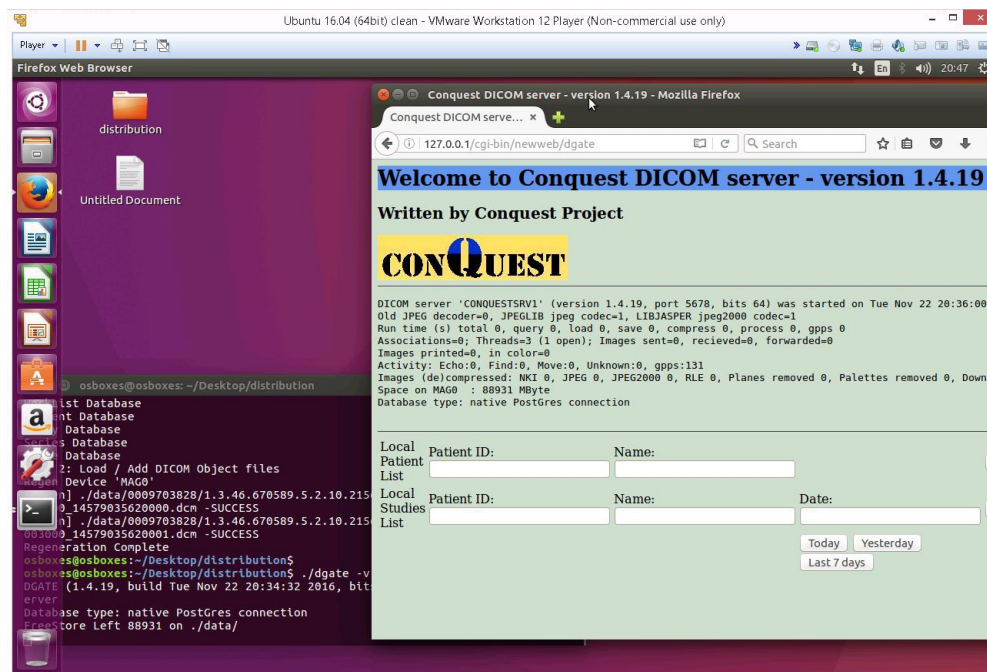 Ubuntu 16.04 (64bit) clean - VMware Workstation 12 Player (Non-commercial use only)
Player
Firefox Web Browser
En
20:47
distribution
Untitled Document
Conquest DICOM server - version 1.4.19 - Mozilla Firefox
Conquest DICOM serve...
127.0.0.1/cgi-bin/newweb/dgate
Search
Welcome to Conquest DICOM server - version 1.4.19
Written by Conquest Project
CONQUEST
DICOM server 'CONQUESTSRV1' (version 1.4.19, port 5678, bits 64) was started on Tue Nov 22 20:36:00
Old JPEG decoder=0, JPEGLIB jpeg codec=1, LIBJASPER jpeg2000 codec=1
Run time (s) total 0, query 0, load 0, save 0, compress 0, process 0, gpps 0
Associations=0; Threads=3 (1 open); Images sent=0, recieved=0, forwarded=0
Images printed=0, in color=0
Activity: Echo:0, Find:0, Move:0, Unknown:0, gpps:131
Images (de)compressed: NKI 0, JPEG 0, JPEG2000 0, RLE 0, Planes removed 0, Palettes removed 0, Down
Space on MAG0 : 88931 MByte
Database type: native PostGres connection
Local Patient List
Patient ID:
Name:
Local Studies List
Patient ID:
Name:
Date:
Today
Yesterday
Last 7 days
osboxes@osboxes: ~/Desktop/distribution
ist Database
nt Database
Database
Series Database
Database
2: Load / Add DICOM Object files
Regen Device 'MAG0'
n] ./data/0009703828/1.3.46.670589.5.2.10.215
0_14579035620000.dcm -SUCCESS
n] ./data/0009703828/1.3.46.670589.5.2.10.215
003000_14579035620001.dcm -SUCCESS
Regeneration Complete
osboxes@osboxes:~/Desktop/distribution$
osboxes@osboxes:~/Desktop/distribution$ ./dgate -v
DGATE (1.4.19, build Tue Nov 22 20:34:32 2016, bit
erver
Database type: native PostGres connection
FreeStore Left 88931 on ./data/